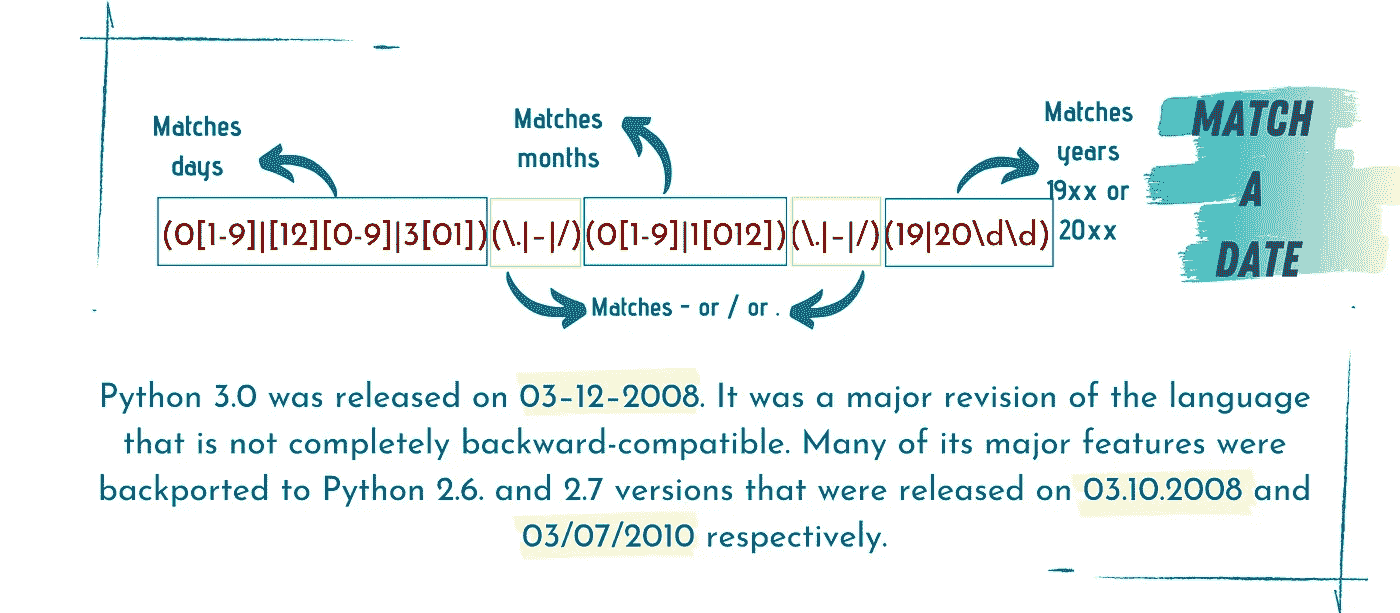 Matches
days
Matches
months
Matches
years
19xx or
20xx
MATCH
A
DATE
(0[1-9]|[12][0-9]|3[01])(\.|-|/)(0[1-9]|1[012])(\.|-|/)(19|20\d\d)
Matches - or / or .
Python 3.0 was released on 03-12-2008. It was a major revision of the language
that is not completely backward-compatible. Many of its major features were
backported to Python 2.6. and 2.7 versions that were released on 03.10.2008 and
03/07/2010 respectively.